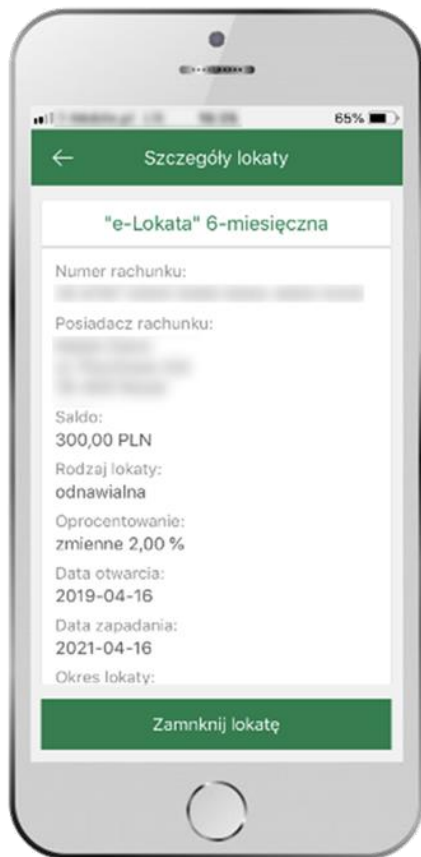 65%
Szczegóły lokaty
"e-Lokata" 6-miesięczna
Numer rachunku:
Posiadacz rachunku:
Saldo:
300,00 PLN
Rodzaj lokaty:
odnawialna
Oprocentowanie:
zmienne 2,00 %
Data otwarcia:
2019-04-16
Data zapadania:
2021-04-16
Okres lokaty:
Zamnknij lokatę